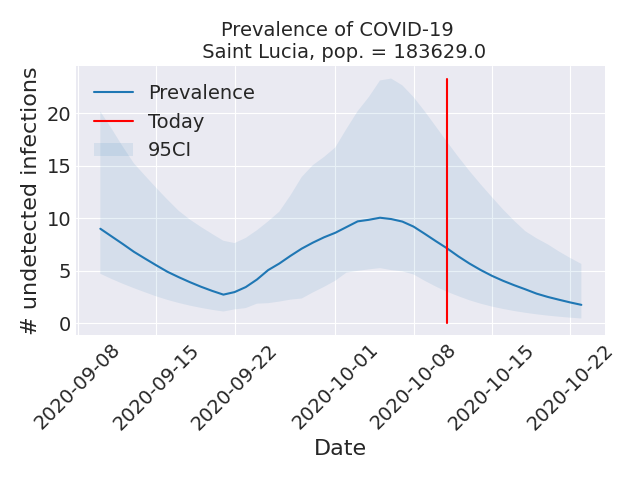 Prevalence of COVID-19
Saint Lucia, pop. = 183629.0
Prevalence
Today
95CI
# undetected infections
20
15
10
5
0
2020-09-08
2020-09-15
2020-09-22
2020-10-01
2020-10-08
2020-10-15
2020-10-22
Date